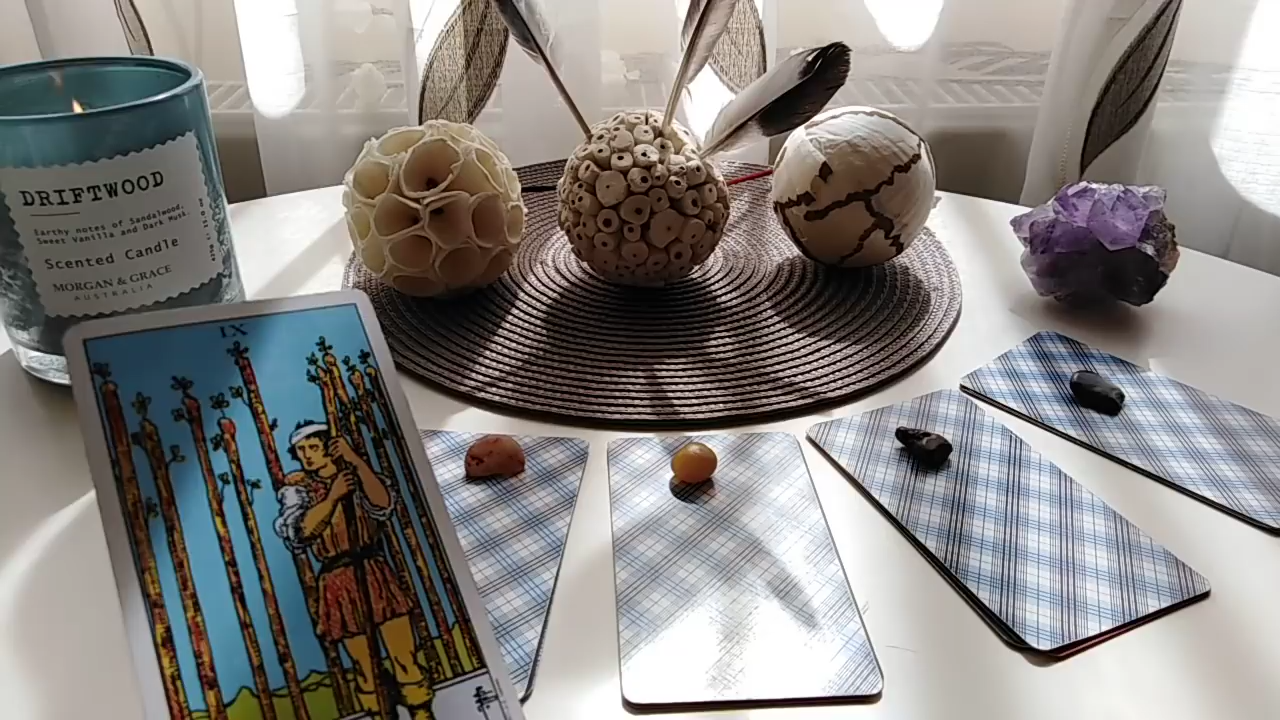 DRIFTWOOD
Earthy notes of Sandalwood,
Sweet Vanilla and Dark Musk.
Scented Candle
MORGAN & GRACE
AUSTRALIA
IX